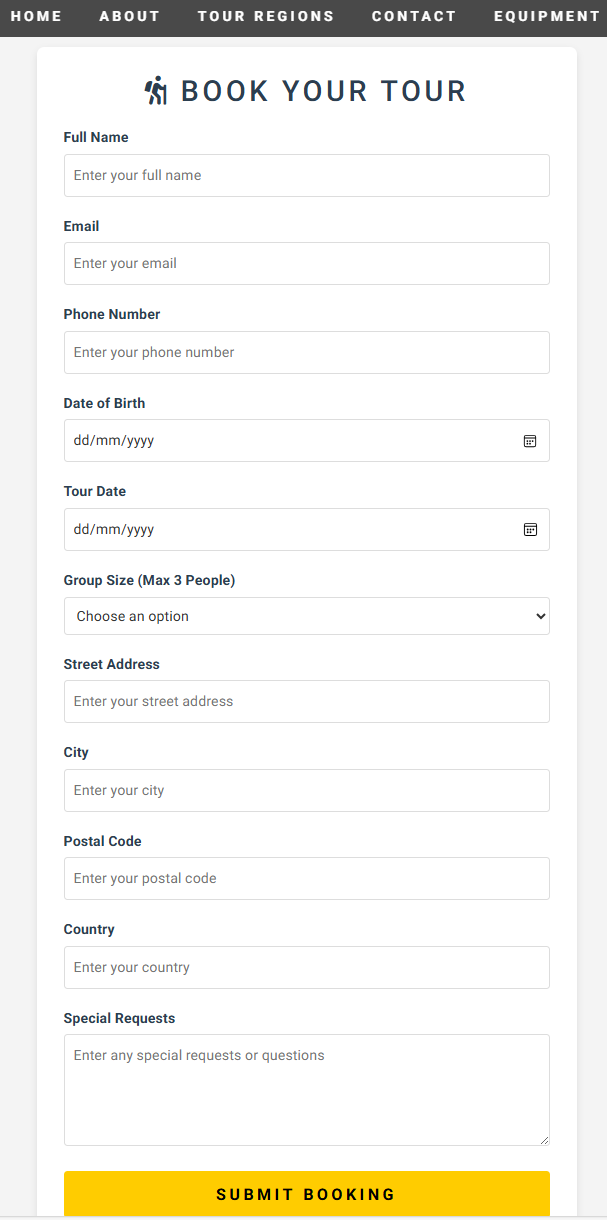 HOME ABOUT TOUR REGIONS CONTACT EQUIPMENT
BOOK YOUR TOUR
Full Name
Enter your full name
Email
Enter your email
Phone Number
Enter your phone number
Date of Birth
dd/mm/yyyy
Tour Date
dd/mm/yyyy
Group Size (Max 3 People)
Choose an option
Street Address
Enter your street address
City
Enter your city
Postal Code
Enter your postal code
Country
Enter your country
Special Requests
Enter any special requests or questions
SUBMIT BOOKING